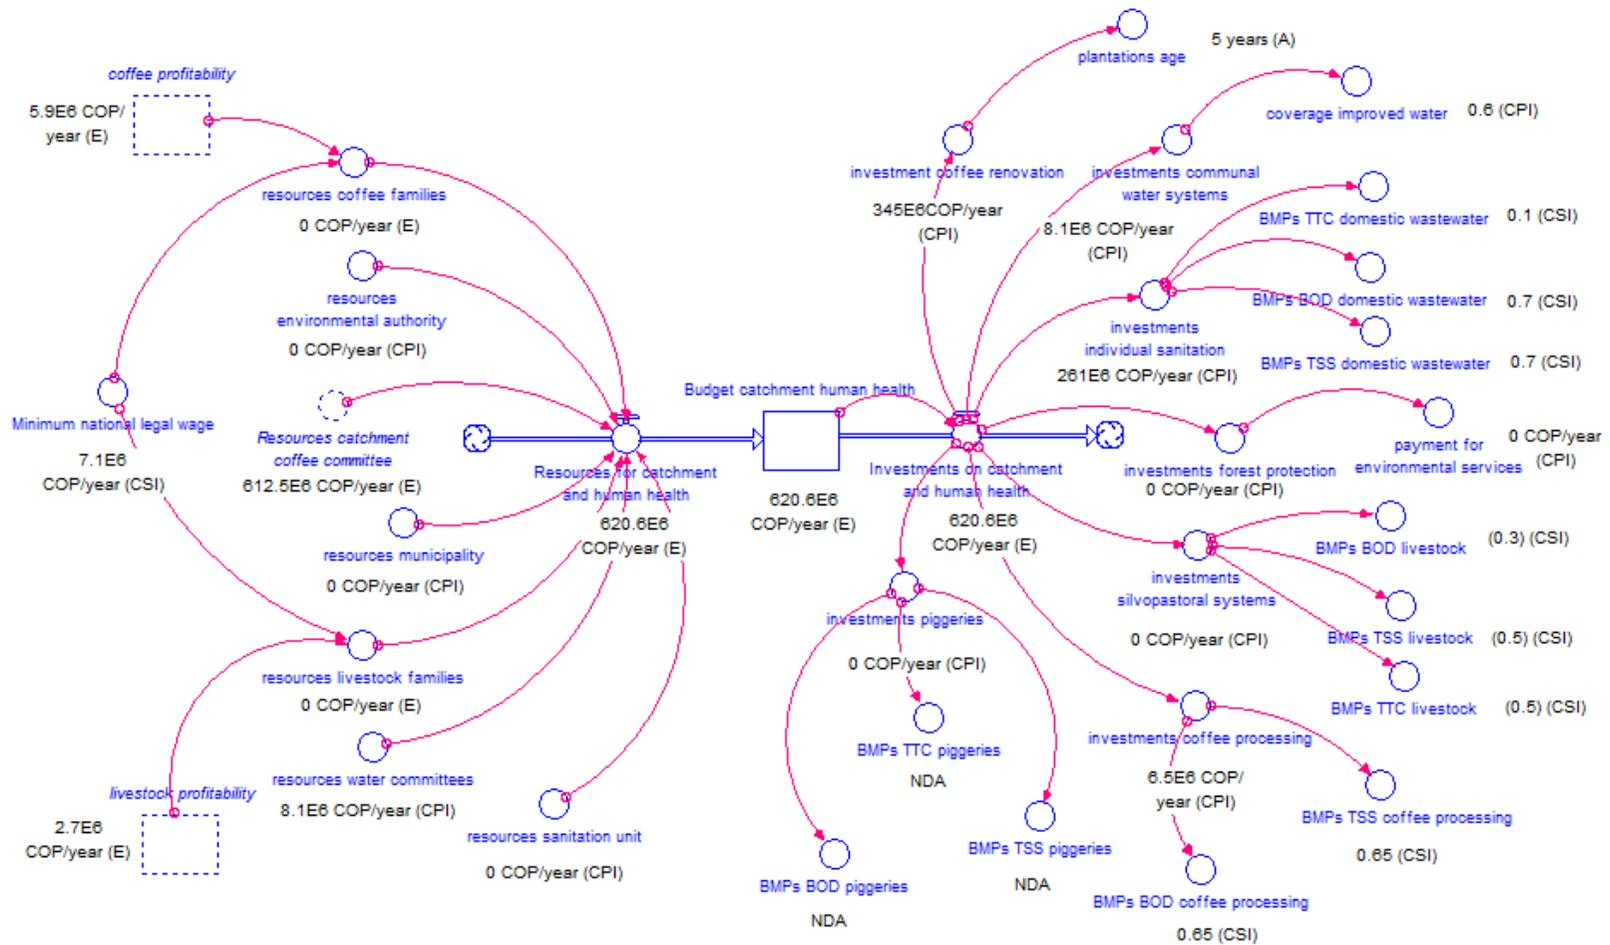 coffee profitability
5.9E6 COP/
year (E)
resources coffee families
0 COP/year (E)
resources
environmental authority
0 COP/year (CPI)
Minimum national legal wage
7.1E6
COP/year (CSI)
Resources catchment
coffee committee
612.5E6 COP/year (E)
resources municipality
0 COP/year (CPI)
resources livestock families
0 COP/year (E)
resources water committees
8.1E6 COP/year (CPI)
livestock profitability
2.7E6
COP/year (E)
resources sanitation unit
0 COP/year (CPI)
Resources for catchment
and human health
620.6E6
COP/year (E)
Budget catchment human health
620.6E6
COP/year (E)
Investments on catchment
and human health
620.6E6
COP/year (E)
plantations age
5 years (A)
investment coffee renovation
345E6COP/year
(CPI)
coverage improved water
0.6 (CPI)
investments communal
water systems
8.1E6 COP/year
(CPI)
BMPs TTC domestic wastewater
0.1 (CSI)
BMPs BOD domestic wastewater
0.7 (CSI)
BMPs TSS domestic wastewater
0.7 (CSI)
investments
individual sanitation
261E6 COP/year (CPI)
investments forest protection
0 COP/year (CPI)
payment for
environmental services
0 COP/year
(CPI)
BMPs BOD livestock
(0.3) (CSI)
investments
silvopastoral systems
0 COP/year (CPI)
BMPs TSS livestock
(0.5) (CSI)
BMPs TTC livestock
(0.5) (CSI)
investments piggeries
0 COP/year (CPI)
BMPs TTC piggeries
NDA
BMPs TSS piggeries
NDA
BMPs BOD piggeries
NDA
investments coffee processing
6.5E6 COP/
year (CPI)
BMPs TSS coffee processing
0.65 (CSI)
BMPs BOD coffee processing
0.65 (CSI)